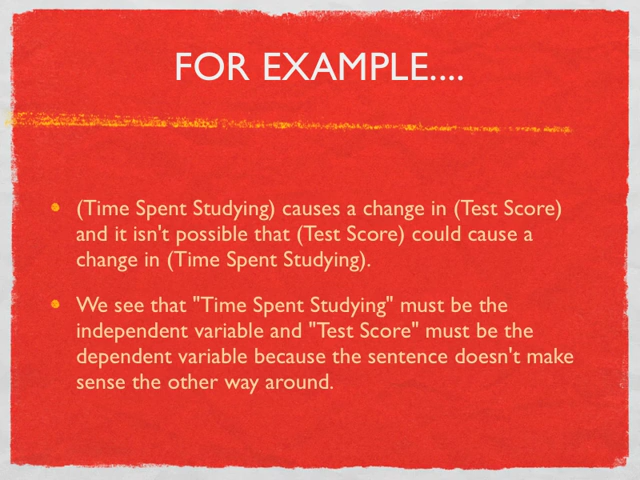 FOR EXAMPLE....
(Time Spent Studying) causes a change in (Test Score)
and it isn't possible that (Test Score) could cause a
change in (Time Spent Studying).
We see that "Time Spent Studying" must be the
independent variable and "Test Score" must be the
dependent variable because the sentence doesn't make
sense the other way around.